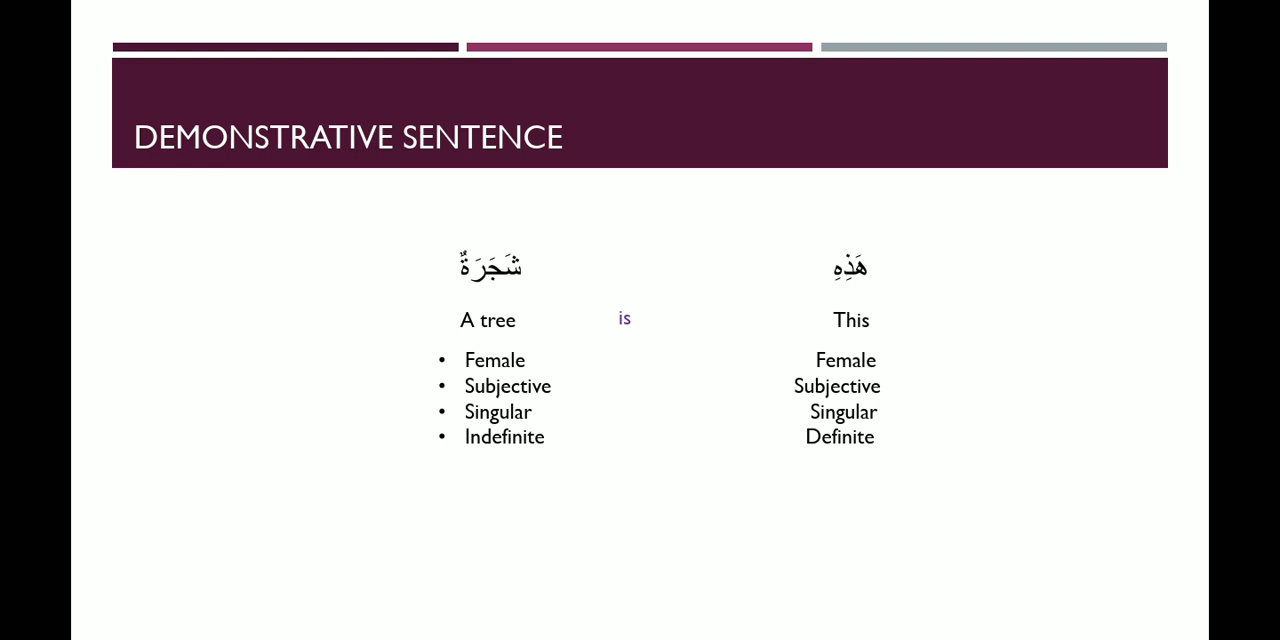 DEMONSTRATIVE SENTENCE
هَذِهِ شَجَرَةٌ
A tree is This
• Female Female
• Subjective Subjective
• Singular Singular
• Indefinite Definite